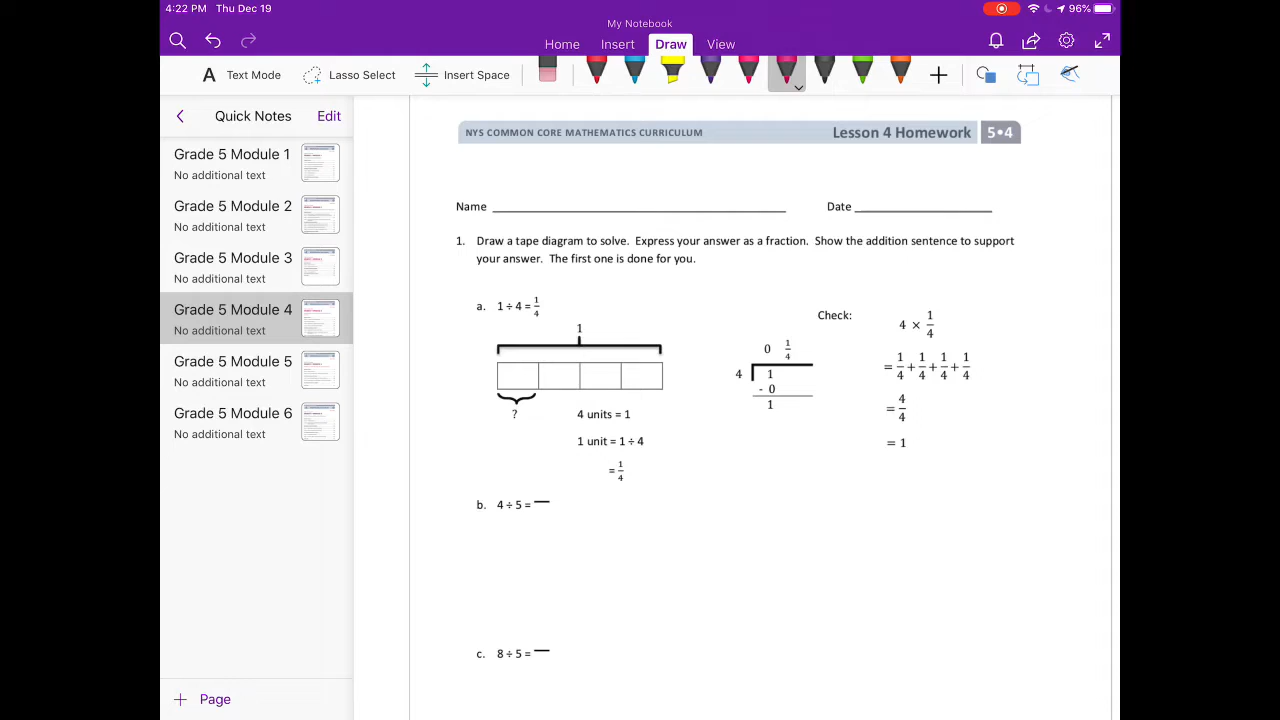 4:22 PM Thu Dec 19
96%
My Notebook
Home Insert Draw View
Text Mode Lasso Select Insert Space
Quick Notes Edit
Grade 5 Module 1
No additional text
Grade 5 Module 2
No additional text
Grade 5 Module 3
No additional text
Grade 5 Module 4
No additional text
Grade 5 Module 5
No additional text
Grade 6 Module 6
No additional text
Page
NYS COMMON CORE MATHEMATICS CURRICULUM Lesson 4 Homework 5•4
Name Date
1. Draw a tape diagram to solve. Express your answer as a fraction. Show the addition sentence to support
your answer. The first one is done for you.
a. 1 ÷ 4 = 1/4
1
?
4 units = 1
1 unit = 1 ÷ 4
= 1/4
0 1/4
4 1
- 0
1
Check:
4 × 1/4
= 1/4 + 1/4 + 1/4 + 1/4
= 4/4
= 1
b. 4 ÷ 5 = __
c. 8 ÷ 5 = __